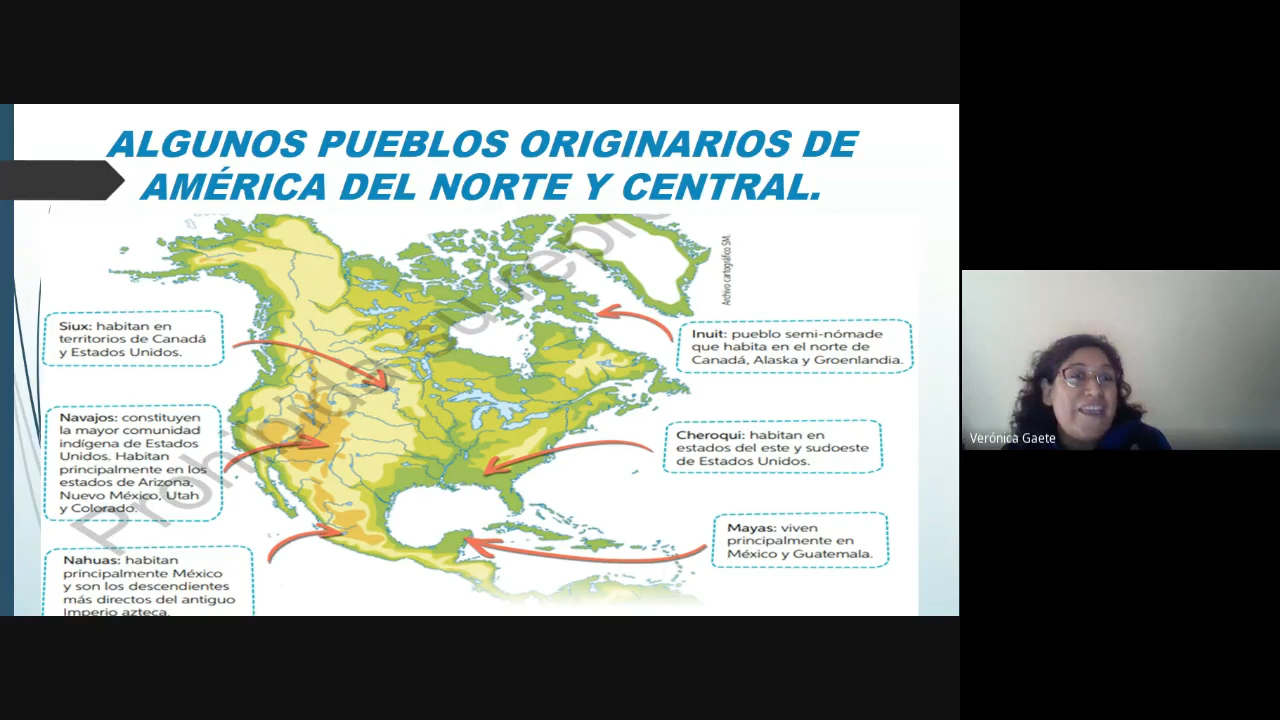 ALGUNOS PUEBLOS ORIGINARIOS DE
AMÉRICA DEL NORTE Y CENTRAL.
Archivo cartográfico SM.
Siux: habitan en
territorios de Canadá
y Estados Unidos.
Inuit: pueblo semi-nómade
que habita en el norte de
Canadá, Alaska y Groenlandia.
Navajos: constituyen
la mayor comunidad
indígena de Estados
Unidos. Habitan
principalmente en los
estados de Arizona,
Nuevo México, Utah
y Colorado.
Cheroqui: habitan en
estados del este y sudoeste
de Estados Unidos.
Mayas: viven
principalmente en
México y Guatemala.
Nahuas: habitan
principalmente México
y son los descendientes
más directos del antiguo
Imperio azteca.
Prohibida su
Verónica Gaete